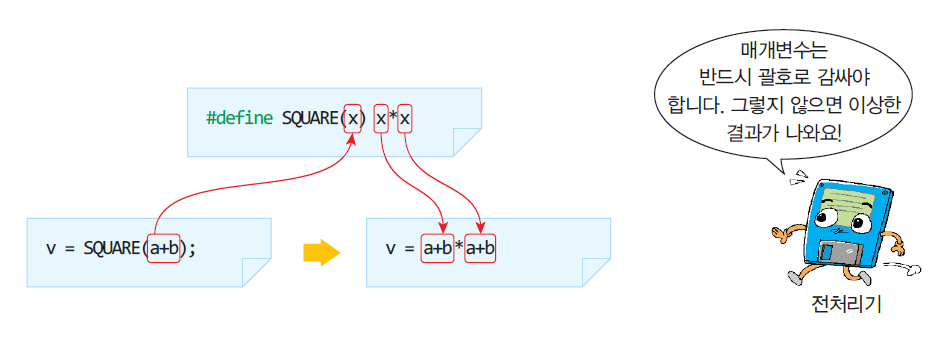 #define SQUARE(x) x*x
v = SQUARE(a+b);
v = a+b*a+b
매개변수는
반드시 괄호로 감싸야
합니다. 그렇지 않으면 이상한
결과가 나와요!
전처리기